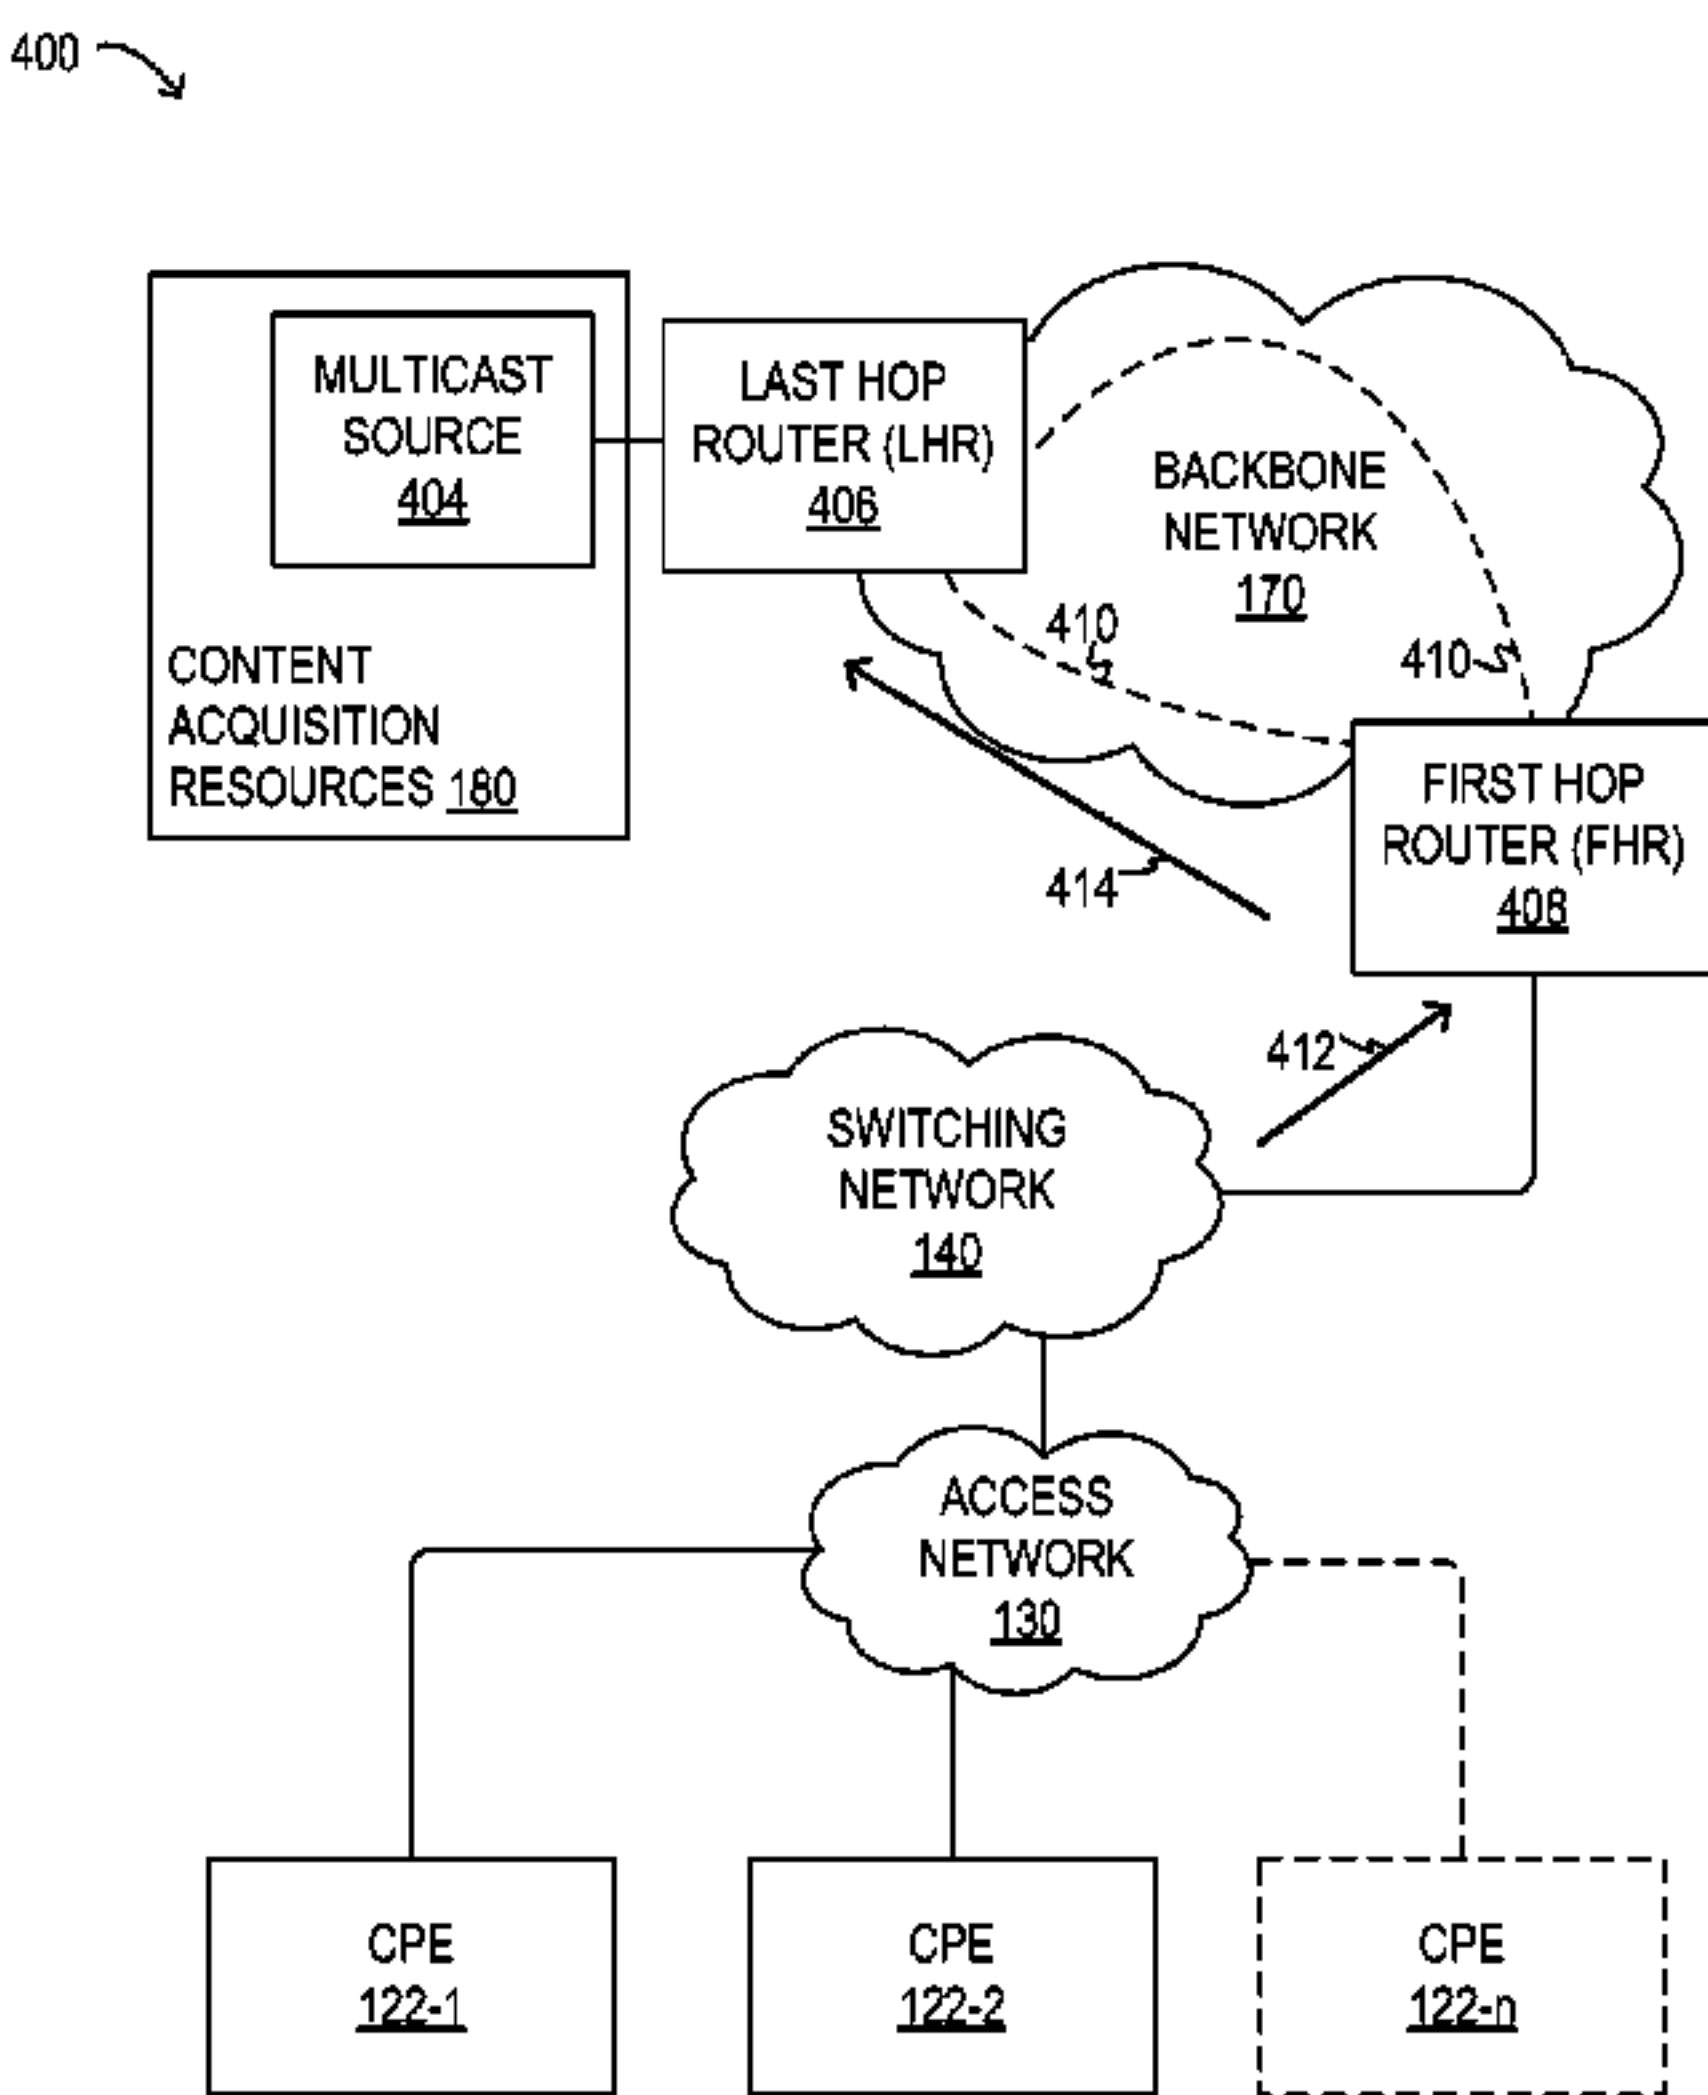 400
MULTICAST
SOURCE
404
CONTENT
ACQUISITION
RESOURCES 180
LAST HOP
ROUTER (LHR)
406
BACKBONE
NETWORK
170
410
410
FIRST HOP
ROUTER (FHR)
408
414
412
SWITCHING
NETWORK
140
ACCESS
NETWORK
130
CPE
122-1
CPE
122-2
CPE
122-n